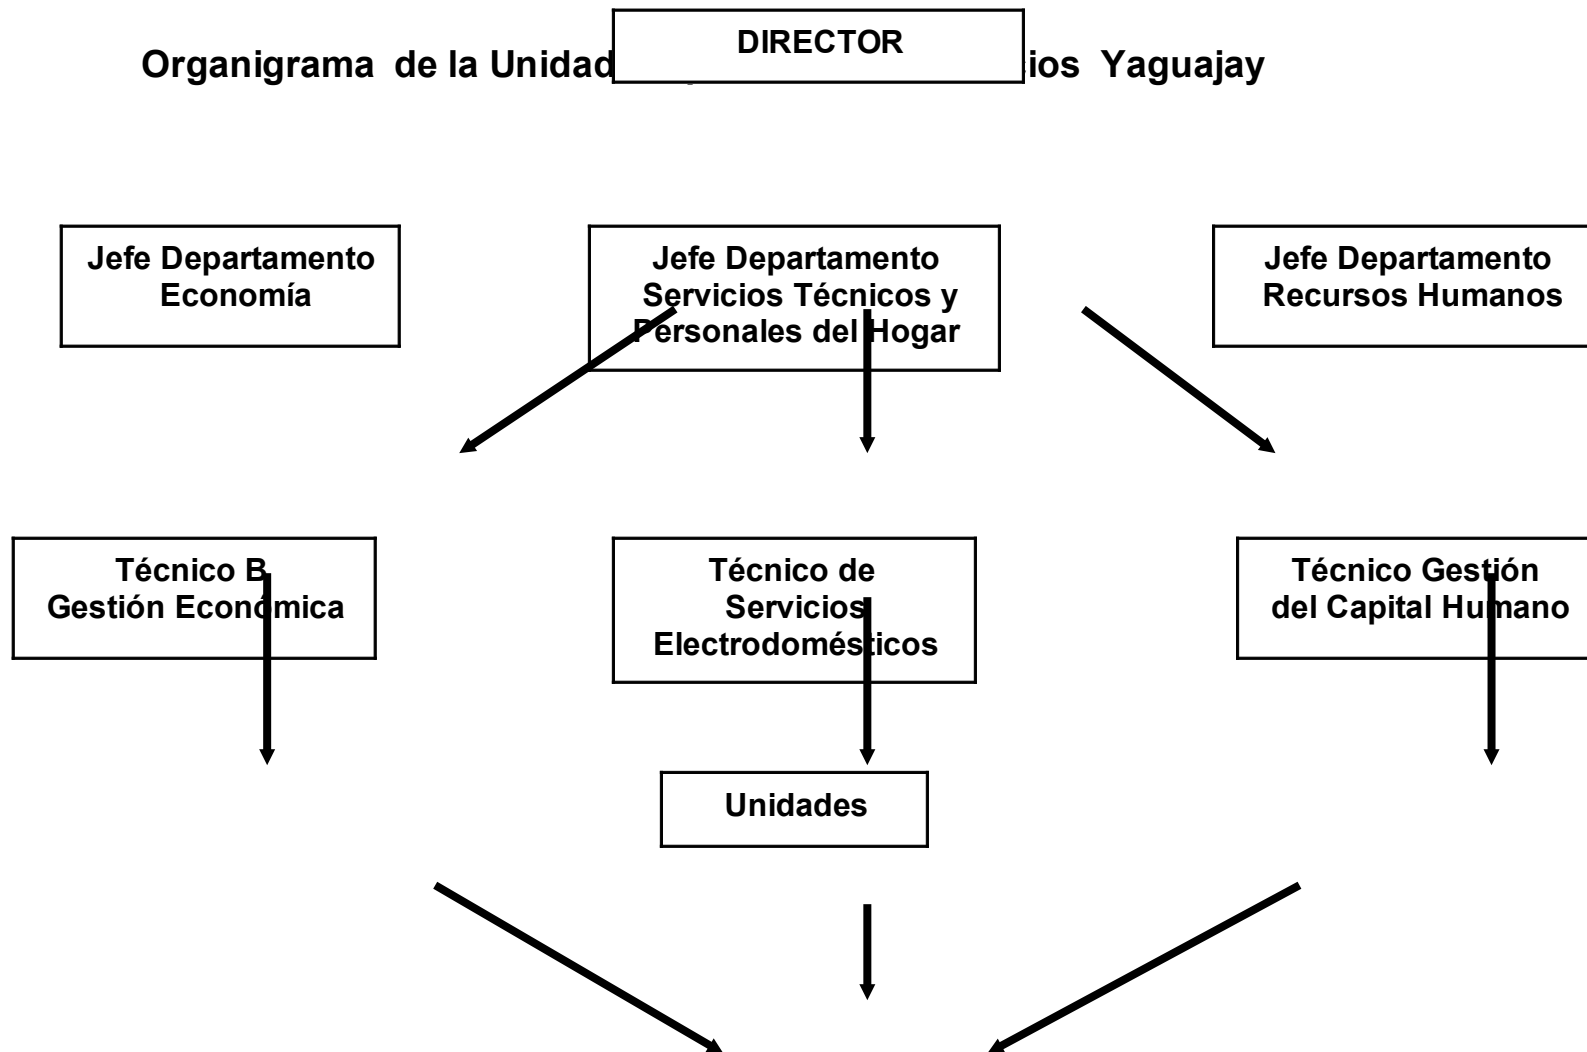 DIRECTOR
Organigrama de la Unidad ios Yaguajay
Jefe Departamento
Economía
Jefe Departamento
Servicios Técnicos y
Personales del Hogar
Jefe Departamento
Recursos Humanos
Técnico B
Gestión Económica
Técnico de
Servicios
Electrodomésticos
Técnico Gestión
del Capital Humano
Unidades